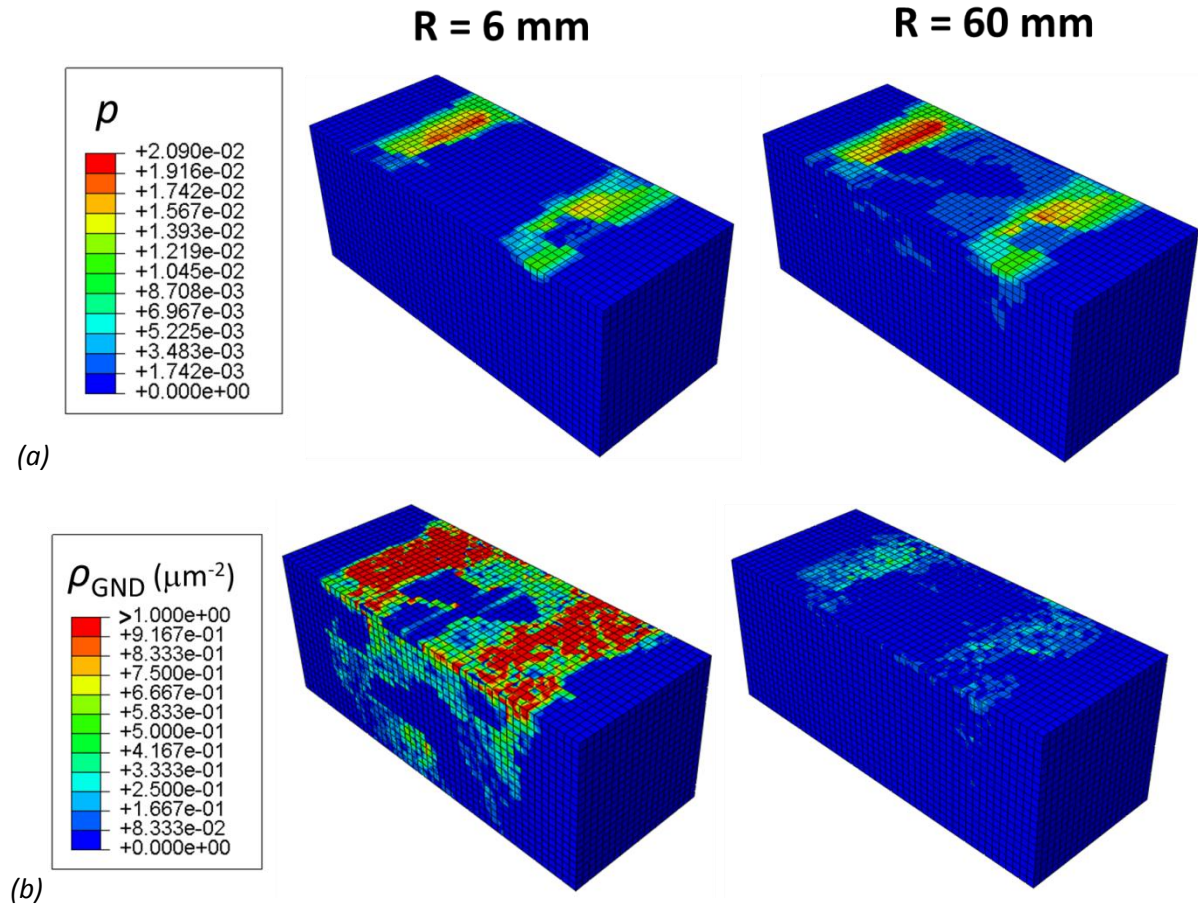 R = 6 mm
R = 60 mm
p
+2.090e-02
+1.916e-02
+1.742e-02
+1.567e-02
+1.393e-02
+1.219e-02
+1.045e-02
+8.708e-03
+6.967e-03
+5.225e-03
+3.483e-03
+1.742e-03
+0.000e+00
(a)
ρGND (μm-2)
>1.000e+00
+9.167e-01
+8.333e-01
+7.500e-01
+6.667e-01
+5.833e-01
+5.000e-01
+4.167e-01
+3.333e-01
+2.500e-01
+1.667e-01
+8.333e-02
+0.000e+00
(b)